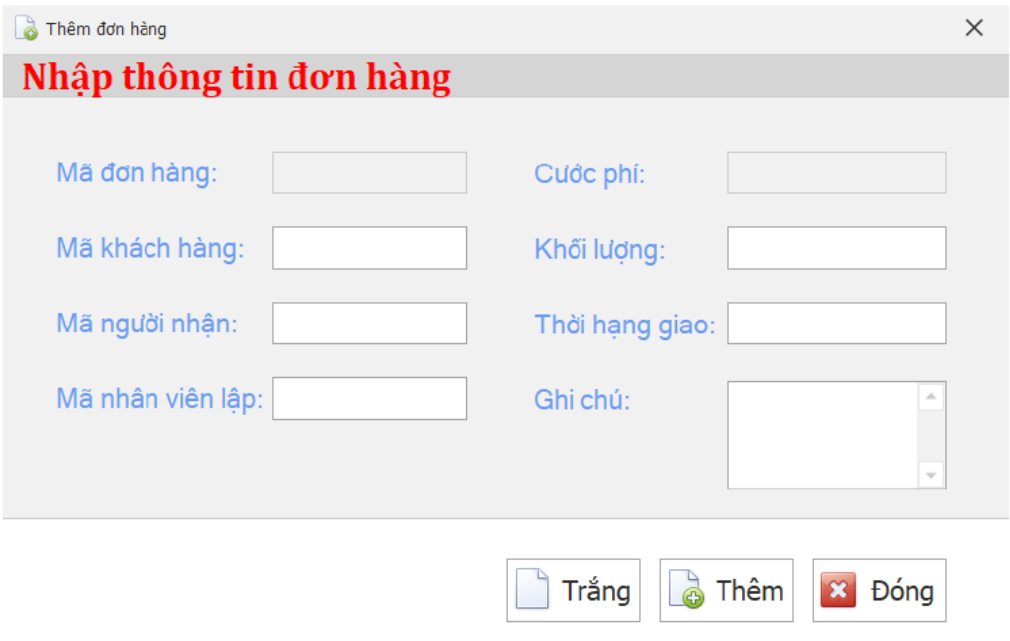 Thêm đơn hàng
Nhập thông tin đơn hàng
Mã đơn hàng:
Cước phí:
Mã khách hàng:
Khối lượng:
Mã người nhận:
Thời hạng giao:
Mã nhân viên lập:
Ghi chú:
Trắng
Thêm
Đóng